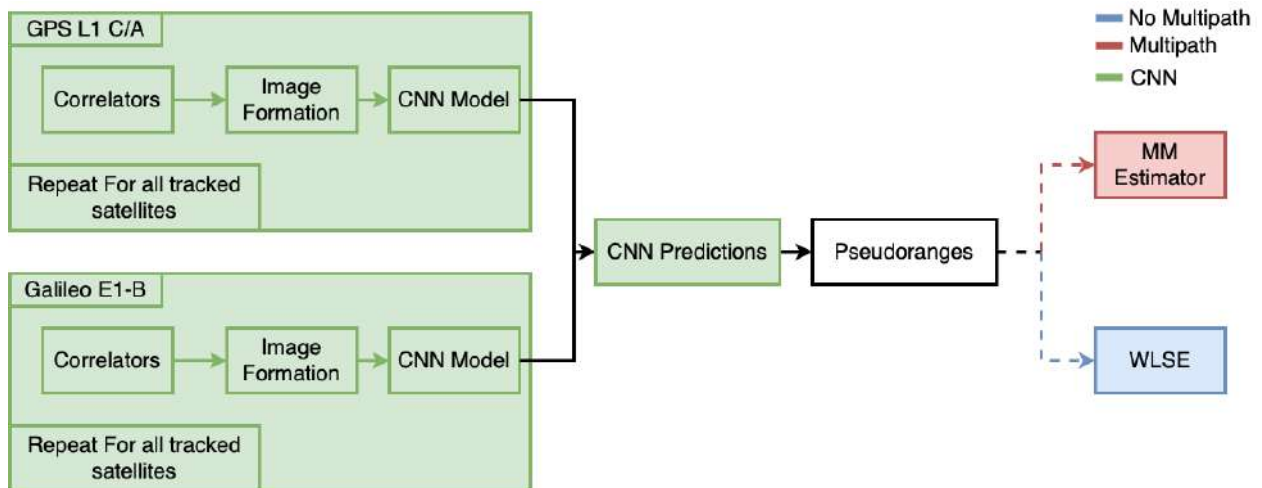 GPS L1 C/A
Correlators
Image
Formation
CNN Model
Repeat For all tracked
satellites
Galileo E1-B
Correlators
Image
Formation
CNN Model
Repeat For all tracked
satellites
CNN Predictions
Pseudoranges
No Multipath
Multipath
CNN
MM
Estimator
WLSE